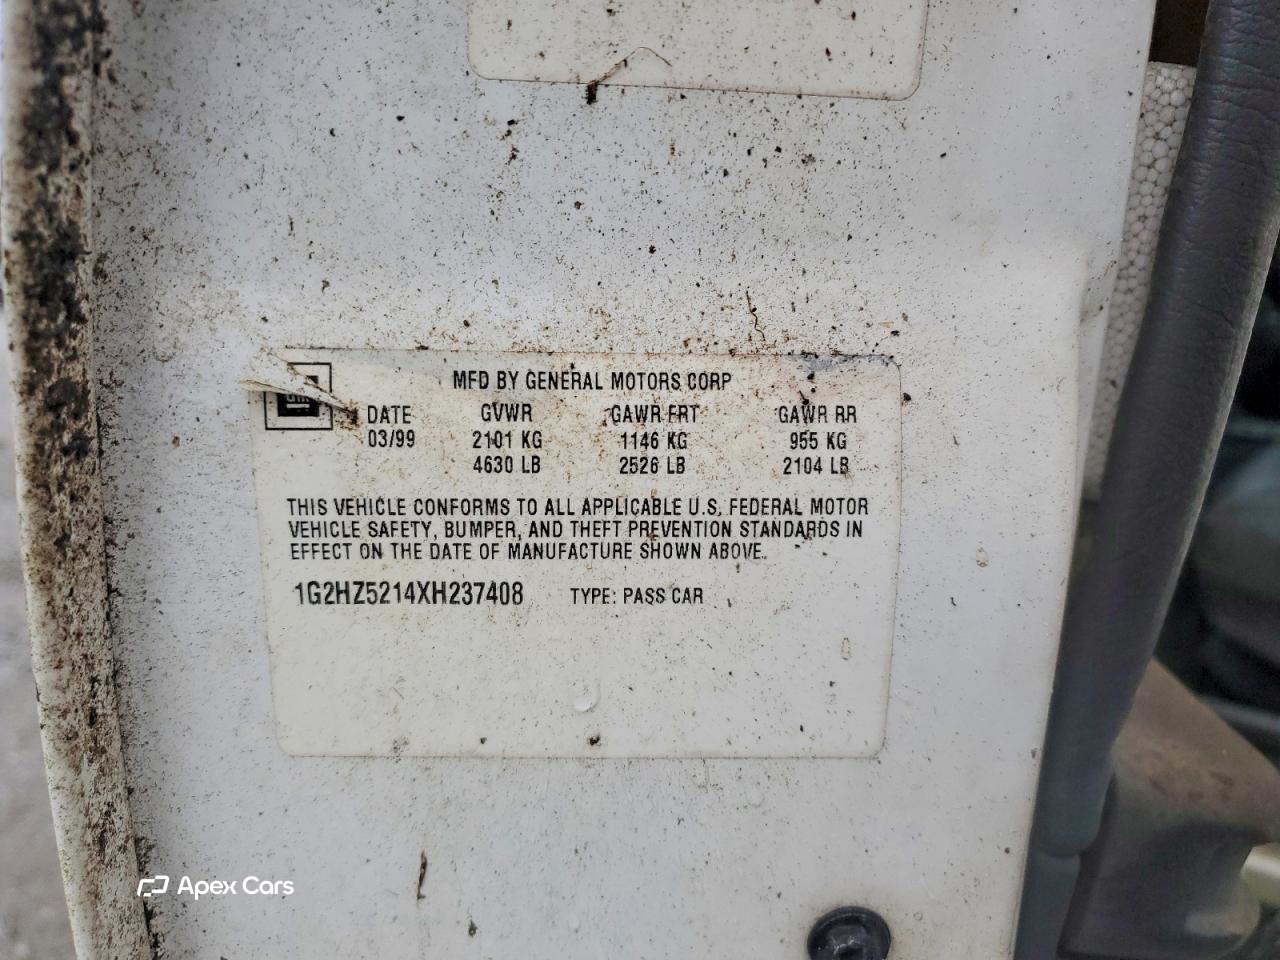 MFD BY GENERAL MOTORS CORP
DATE GVWR GAWR FRT GAWR RR
03/99 2101 KG 1146 KG 955 KG
4630 LB 2526 LB 2104 LB
THIS VEHICLE CONFORMS TO ALL APPLICABLE U.S. FEDERAL MOTOR
VEHICLE SAFETY, BUMPER, AND THEFT PREVENTION STANDARDS IN
EFFECT ON THE DATE OF MANUFACTURE SHOWN ABOVE.
1G2HZ5214XH237408 TYPE: PASS CAR
Apex Cars